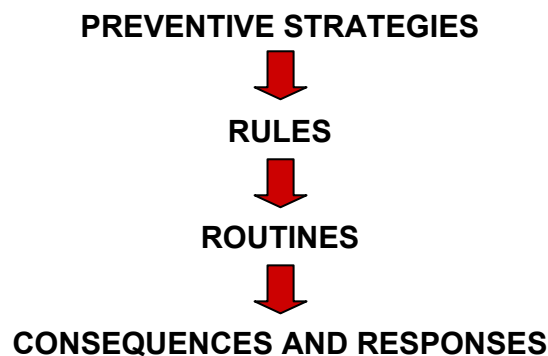 PREVENTIVE STRATEGIES
RULES
ROUTINES
CONSEQUENCES AND RESPONSES